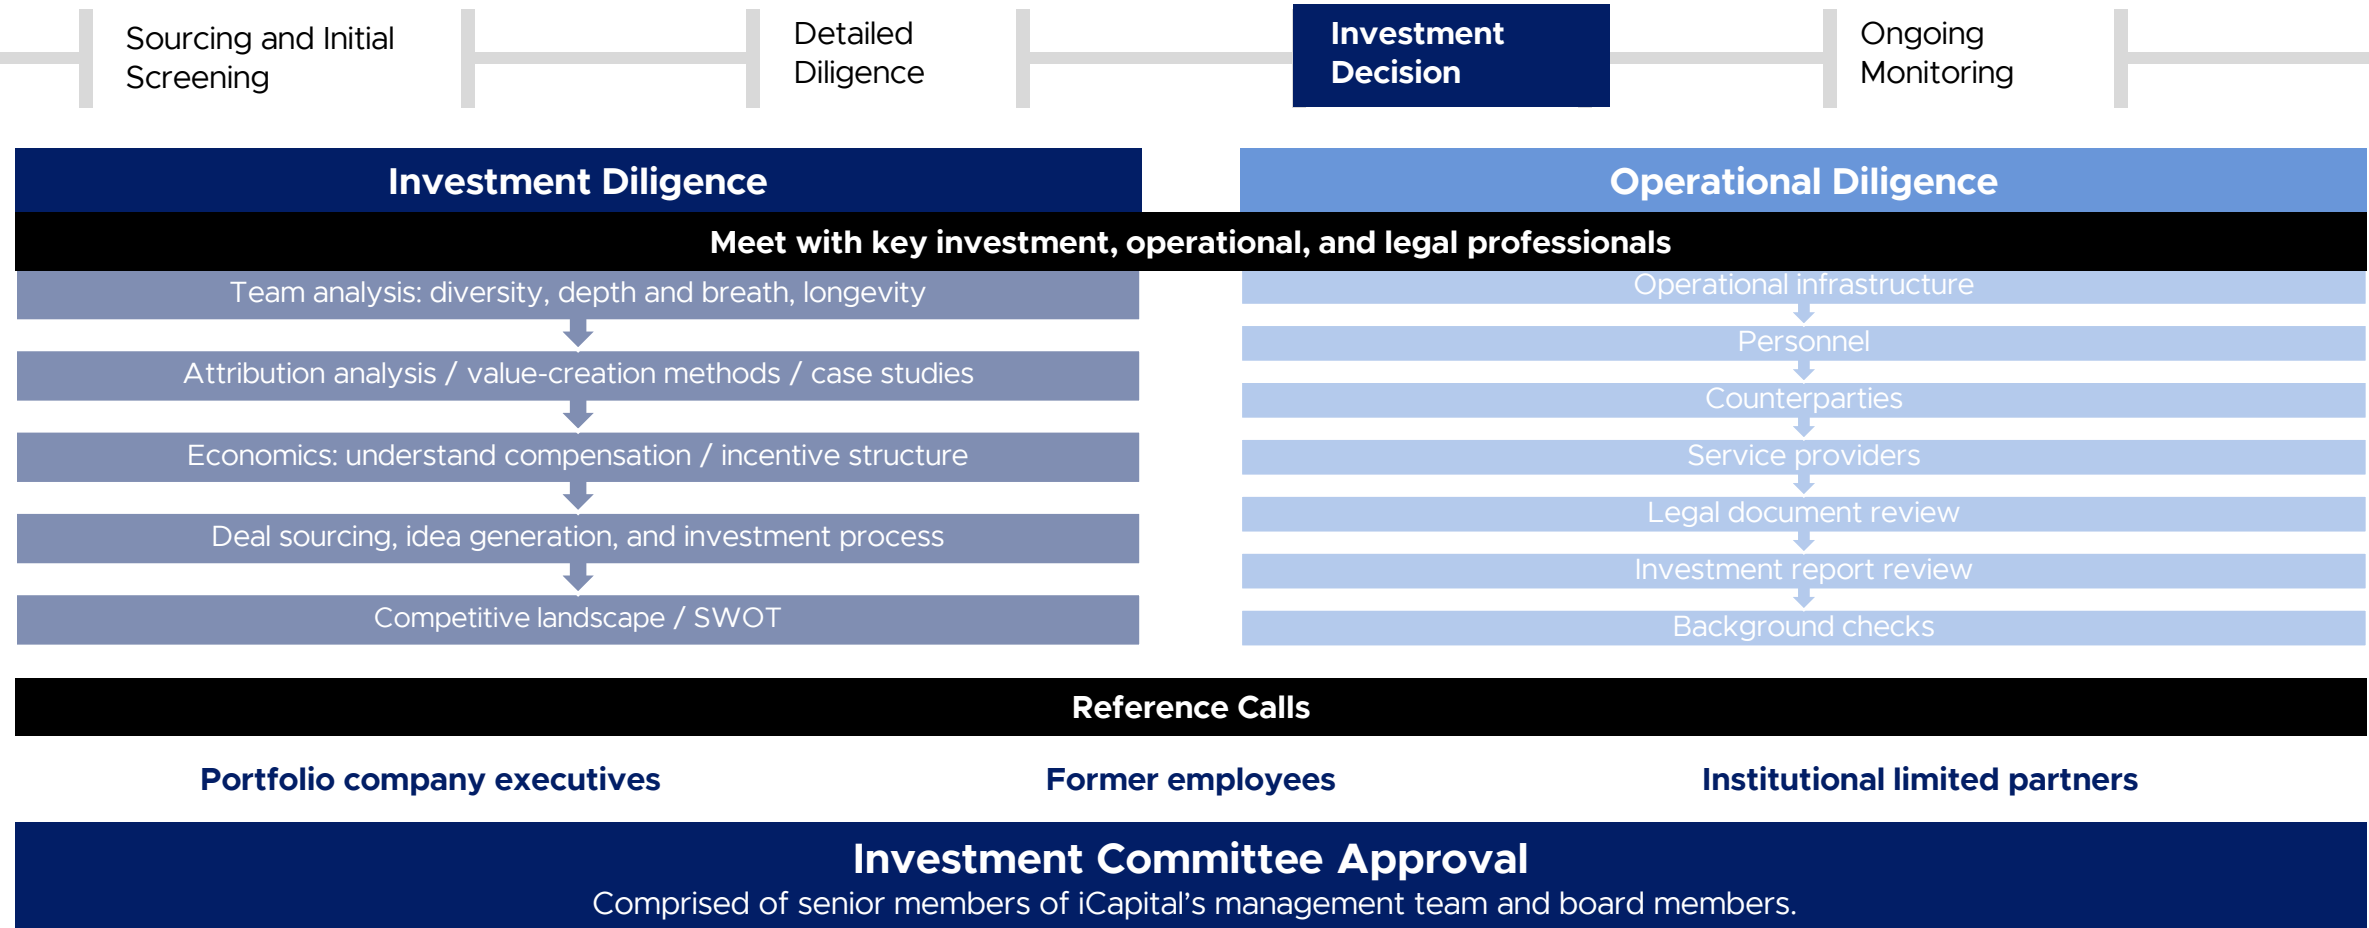 Sourcing and Initial
Screening
Detailed
Diligence
Investment
Decision
Ongoing
Monitoring
Investment Diligence
Operational Diligence
Meet with key investment, operational, and legal professionals
Team analysis: diversity, depth and breath, longevity
Attribution analysis / value-creation methods / case studies
Economics: understand compensation / incentive structure
Deal sourcing, idea generation, and investment process
Competitive landscape / SWOT
Operational infrastructure
Personnel
Counterparties
Service providers
Legal document review
Investment report review
Background checks
Reference Calls
Portfolio company executives
Former employees
Institutional limited partners
Investment Committee Approval
Comprised of senior members of iCapital’s management team and board members.